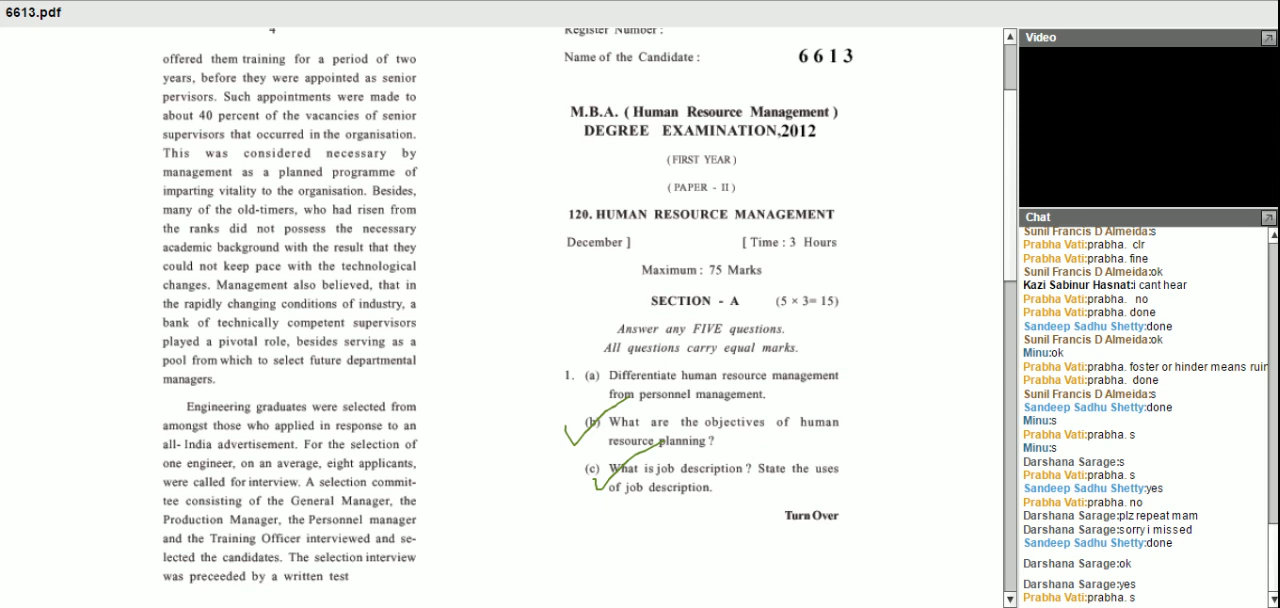 6613.pdf
4
offered them training for a period of two
years, before they were appointed as senior
pervisors. Such appointments were made to
about 40 percent of the vacancies of senior
supervisors that occurred in the organisation.
This was considered necessary by
management as a planned programme of
imparting vitality to the organisation. Besides,
many of the old-timers, who had risen from
the ranks did not possess the necessary
academic background with the result that they
could not keep pace with the technological
changes. Management also believed, that in
the rapidly changing conditions of industry, a
bank of technically competent supervisors
played a pivotal role, besides serving as a
pool from which to select future departmental
managers.
Engineering graduates were selected from
amongst those who applied in response to an
all- India advertisement. For the selection of
one engineer, on an average, eight applicants,
were called for interview. A selection commit-
tee consisting of the General Manager, the
Production Manager, the Personnel manager
and the Training Officer interviewed and se-
lected the candidates. The selection interview
was preceeded by a written test
Register Number :
Name of the Candidate :
6 6 1 3
M.B.A. ( Human Resource Management )
DEGREE EXAMINATION,2012
( FIRST YEAR )
( PAPER - II )
120. HUMAN RESOURCE MANAGEMENT
December ] [ Time : 3 Hours
Maximum : 75 Marks
SECTION - A (5 × 3= 15)
Answer any FIVE questions.
All questions carry equal marks.
1. (a) Differentiate human resource management
from personnel management.
(b) What are the objectives of human
resource planning ?
(c) What is job description ? State the uses
of job description.
Turn Over
Video
Chat
Sunil Francis D Almeida:s
Prabha Vati:prabha. clr
Prabha Vati:prabha. fine
Sunil Francis D Almeida:ok
Kazi Sabinur Hasnat:i cant hear
Prabha Vati:prabha. no
Prabha Vati:prabha. done
Sandeep Sadhu Shetty:done
Sunil Francis D Almeida:ok
Minu:ok
Prabha Vati:prabha. foster or hinder means ruin
Prabha Vati:prabha. done
Sunil Francis D Almeida:s
Sandeep Sadhu Shetty:done
Minu:s
Prabha Vati:prabha. s
Minu:s
Darshana Sarage:s
Prabha Vati:prabha. s
Sandeep Sadhu Shetty:yes
Prabha Vati:prabha. no
Darshana Sarage:plz repeat mam
Darshana Sarage:sorry i missed
Sandeep Sadhu Shetty:done
Darshana Sarage:ok
Darshana Sarage:yes
Prabha Vati:prabha. s